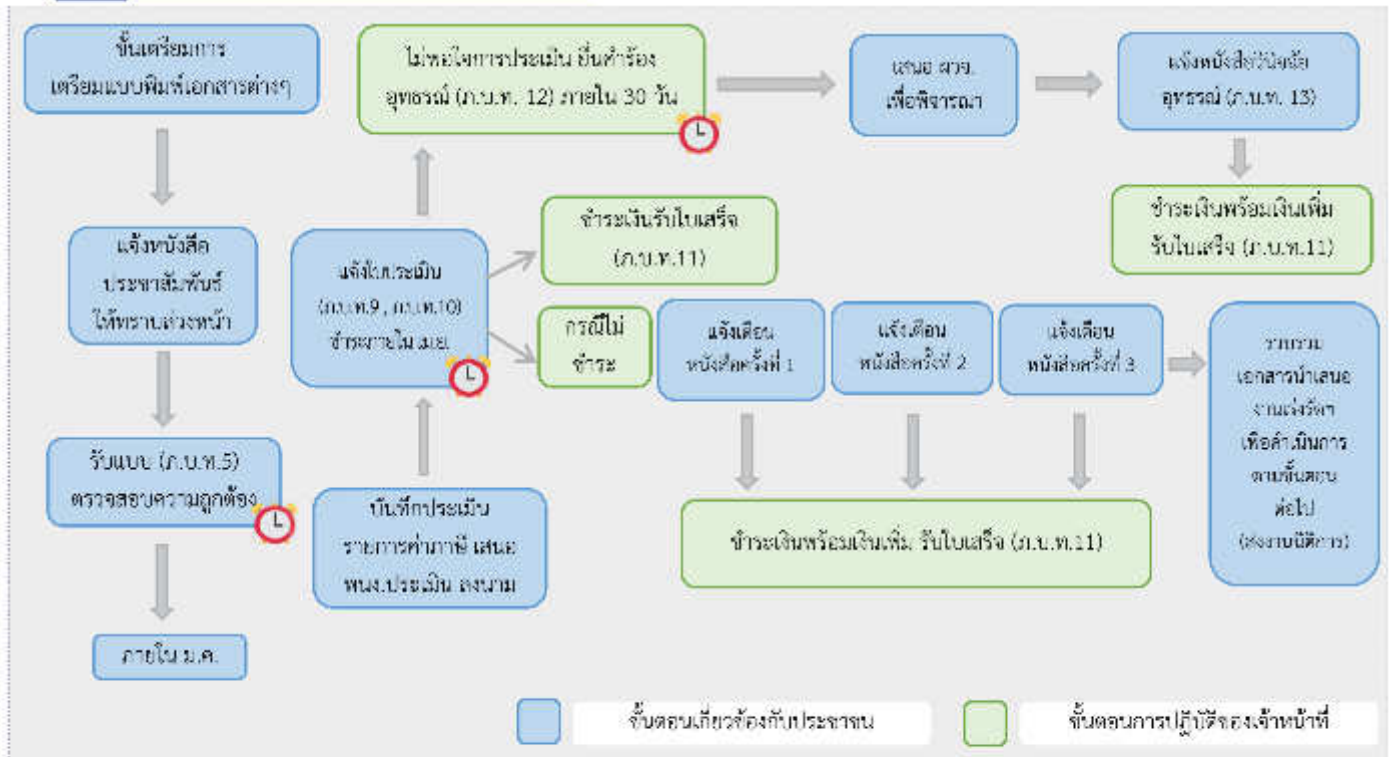 ขั้นเตรียมการ
เตรียมแบบพิมพ์เอกสารต่างๆ
แจ้งหนังสือ
ประชาสัมพันธ์
ให้ทราบล่วงหน้า
รับแบบ (ภ.บ.ท.5)
ตรวจสอบความถูกต้อง
ภายใน ม.ค.
บันทึกประเมิน
รายการค่าภาษี เสนอ
พนง.ประเมิน ลงนาม
แจ้งใบประเมิน
(ภ.บ.ท.9 , ภ.บ.ท.10)
ชำระภายใน เม.ย.
ไม่พอใจการประเมิน ยื่นคำร้อง
อุทธรณ์ (ภ.บ.ท. 12) ภายใน 30 วัน
เสนอ ผวจ.
เพื่อพิจารณา
แจ้งหนังสือวินิจฉัย
อุทธรณ์ (ภ.บ.ท. 13)
ชำระเงินพร้อมเงินเพิ่ม
รับใบเสร็จ (ภ.บ.ท.11)
ชำระเงินรับใบเสร็จ
(ภ.บ.ท.11)
กรณีไม่
ชำระ
แจ้งเตือน
หนังสือครั้งที่ 1
แจ้งเตือน
หนังสือครั้งที่ 2
แจ้งเตือน
หนังสือครั้งที่ 3
รวบรวม
เอกสารนำเสนอ
งานเร่งรัดฯ
เพื่อดำเนินการ
ตามขั้นตอน
ต่อไป
(ส่งงานนิติการ)
ชำระเงินพร้อมเงินเพิ่ม รับใบเสร็จ (ภ.บ.ท.11)
ขั้นตอนเกี่ยวข้องกับประชาชน
ขั้นตอนการปฏิบัติของเจ้าหน้าที่